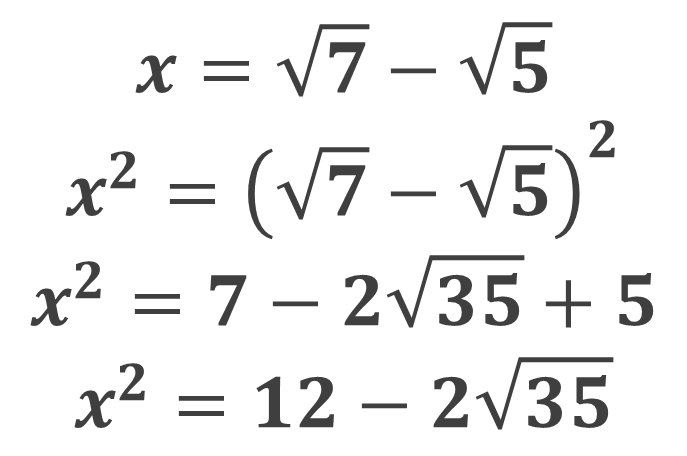 x = √7 − √5
x² = (√7 − √5)²
x² = 7 − 2√35 + 5
x² = 12 − 2√35